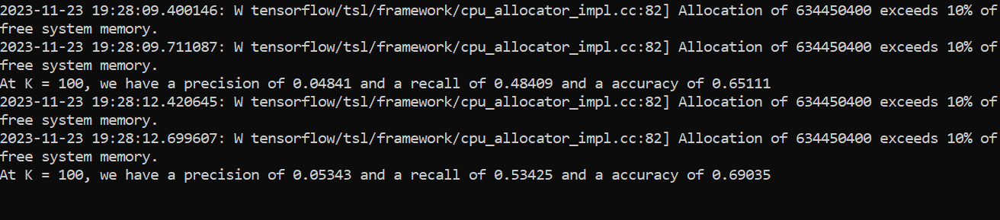 2023-11-23 19:28:09.400146: W tensorflow/tsl/framework/cpu_allocator_impl.cc:82] Allocation of 634450400 exceeds 10% of
free system memory.
2023-11-23 19:28:09.711087: W tensorflow/tsl/framework/cpu_allocator_impl.cc:82] Allocation of 634450400 exceeds 10% of
free system memory.
At K = 100, we have a precision of 0.04841 and a recall of 0.48409 and a accuracy of 0.65111
2023-11-23 19:28:12.420645: W tensorflow/tsl/framework/cpu_allocator_impl.cc:82] Allocation of 634450400 exceeds 10% of
free system memory.
2023-11-23 19:28:12.699607: W tensorflow/tsl/framework/cpu_allocator_impl.cc:82] Allocation of 634450400 exceeds 10% of
free system memory.
At K = 100, we have a precision of 0.05343 and a recall of 0.53425 and a accuracy of 0.69035